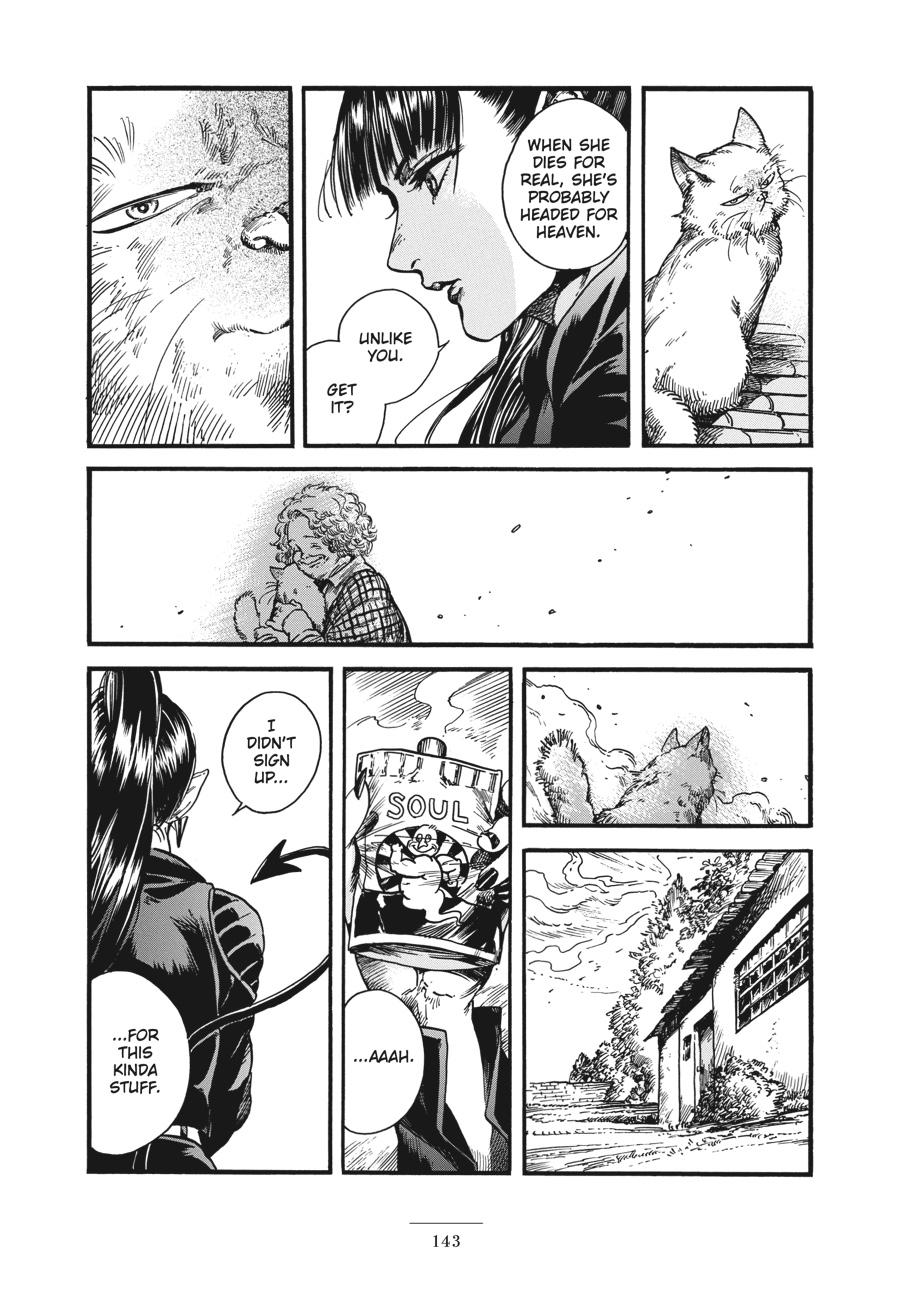 WHEN SHE
DIES FOR
REAL, SHE'S
PROBABLY
HEADED FOR
HEAVEN.
UNLIKE
YOU.
GET
IT?
SOUL
...AAAH.
I
DIDN'T
SIGN
UP...
...FOR
THIS
KINDA
STUFF.
143